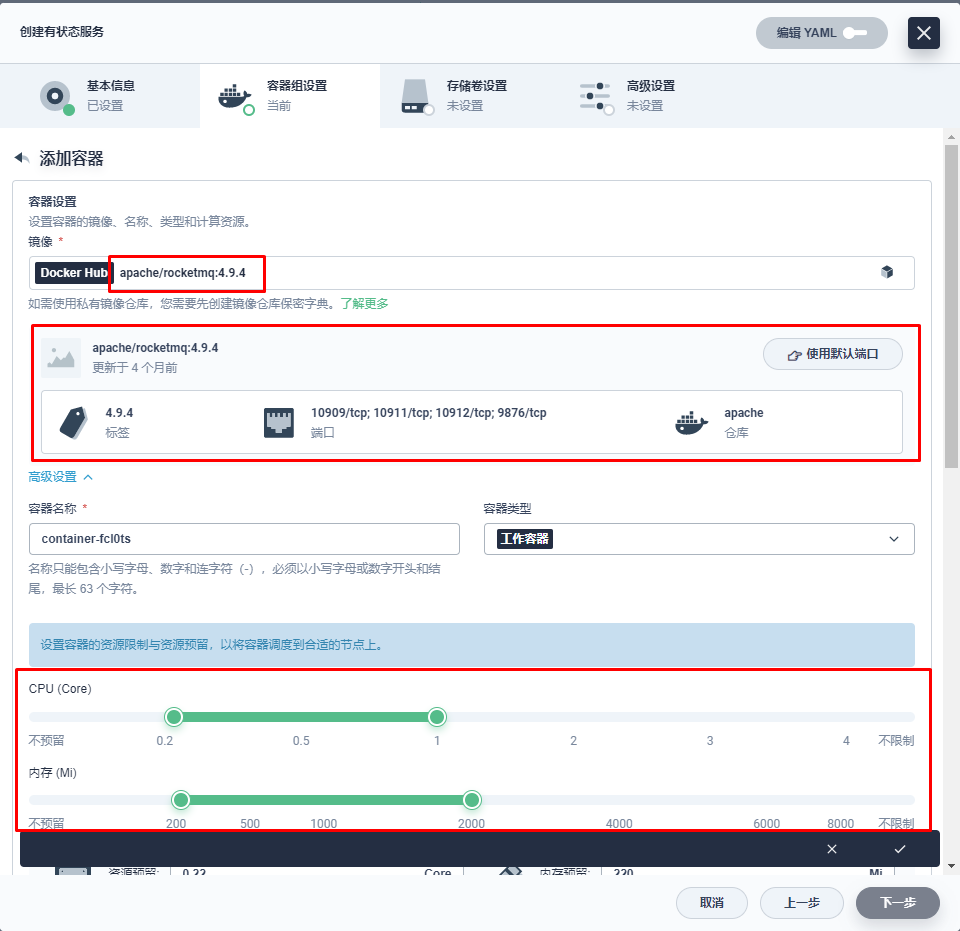 创建有状态服务
编辑 YAML
基本信息
已设置
容器组设置
当前
存储卷设置
未设置
高级设置
未设置
添加容器
容器设置
设置容器的镜像、名称、类型和计算资源。
镜像 *
Docker Hub apache/rocketmq:4.9.4
如需使用私有镜像仓库，您需要先创建镜像仓库保密字典。了解更多
apache/rocketmq:4.9.4
更新于 4 个月前
使用默认端口
4.9.4
标签
10909/tcp; 10911/tcp; 10912/tcp; 9876/tcp
端口
apache
仓库
高级设置
容器名称 *
容器类型
container-fcl0ts
工作容器
名称只能包含小写字母、数字和连字符（-），必须以小写字母或数字开头和结
尾，最长 63 个字符。
设置容器的资源限制与资源预留，以将容器调度到合适的节点上。
CPU (Core)
不预留 0.2 0.5 1 2 3 4 不限制
内存 (Mi)
不预留 200 500 1000 2000 4000 6000 8000 不限制
资源预留: 0.22 Core 内存预留: 220 Mi
取消 上一步 下一步